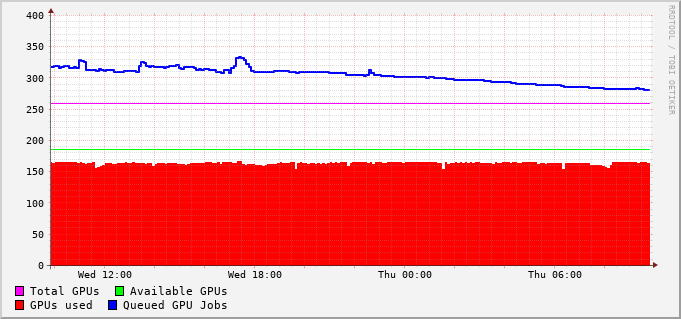 400
350
300
250
200
150
100
50
0
Wed 12:00 Wed 18:00 Thu 00:00 Thu 06:00
Total GPUs Available GPUs
GPUs used Queued GPU Jobs
RRDTOOL / TOBI OETIKER